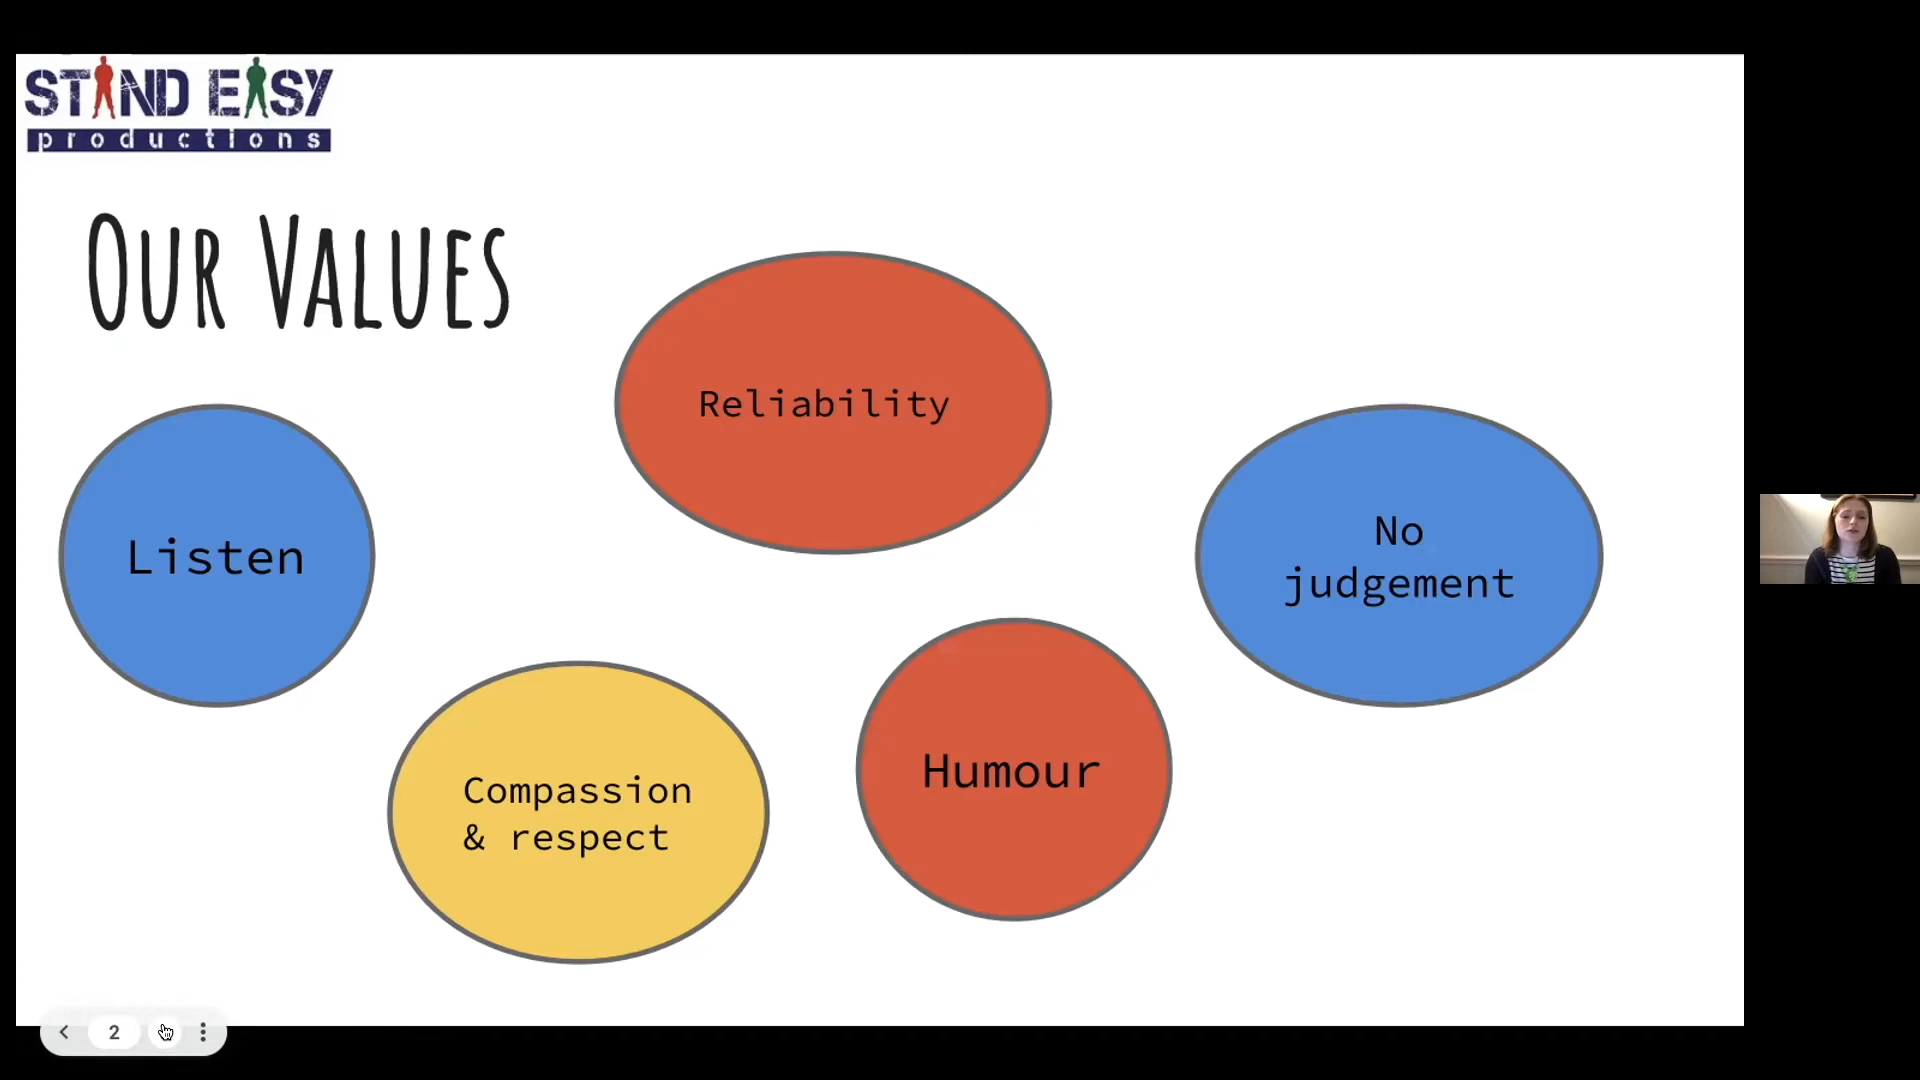 STAND EASY
productions
OUR VALUES
Reliability
Listen
No
judgement
Compassion
& respect
Humour
2